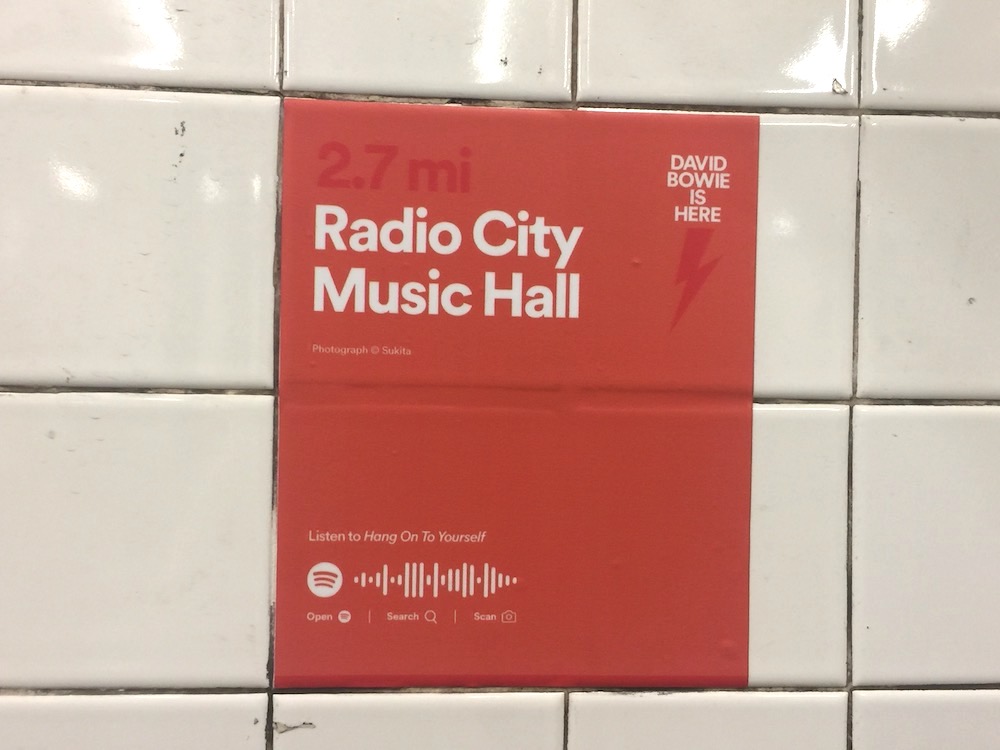 2.7 mi
Radio City
Music Hall
DAVID
BOWIE
IS
HERE
Photograph © Sukita
Listen to Hang On To Yourself
Open | Search | Scan